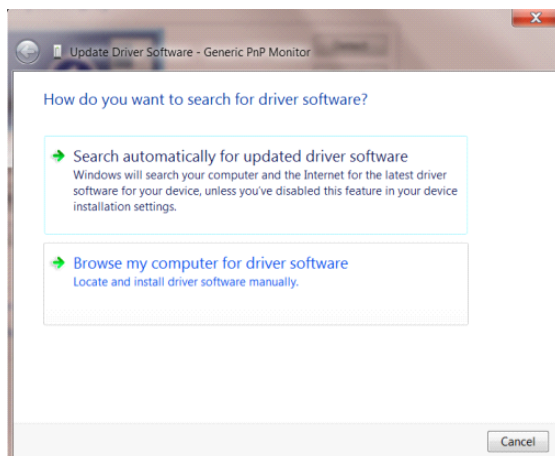 Update Driver Software - Generic PnP Monitor
How do you want to search for driver software?
Search automatically for updated driver software
Windows will search your computer and the Internet for the latest driver
software for your device, unless you've disabled this feature in your device
installation settings.
Browse my computer for driver software
Locate and install driver software manually.
Cancel